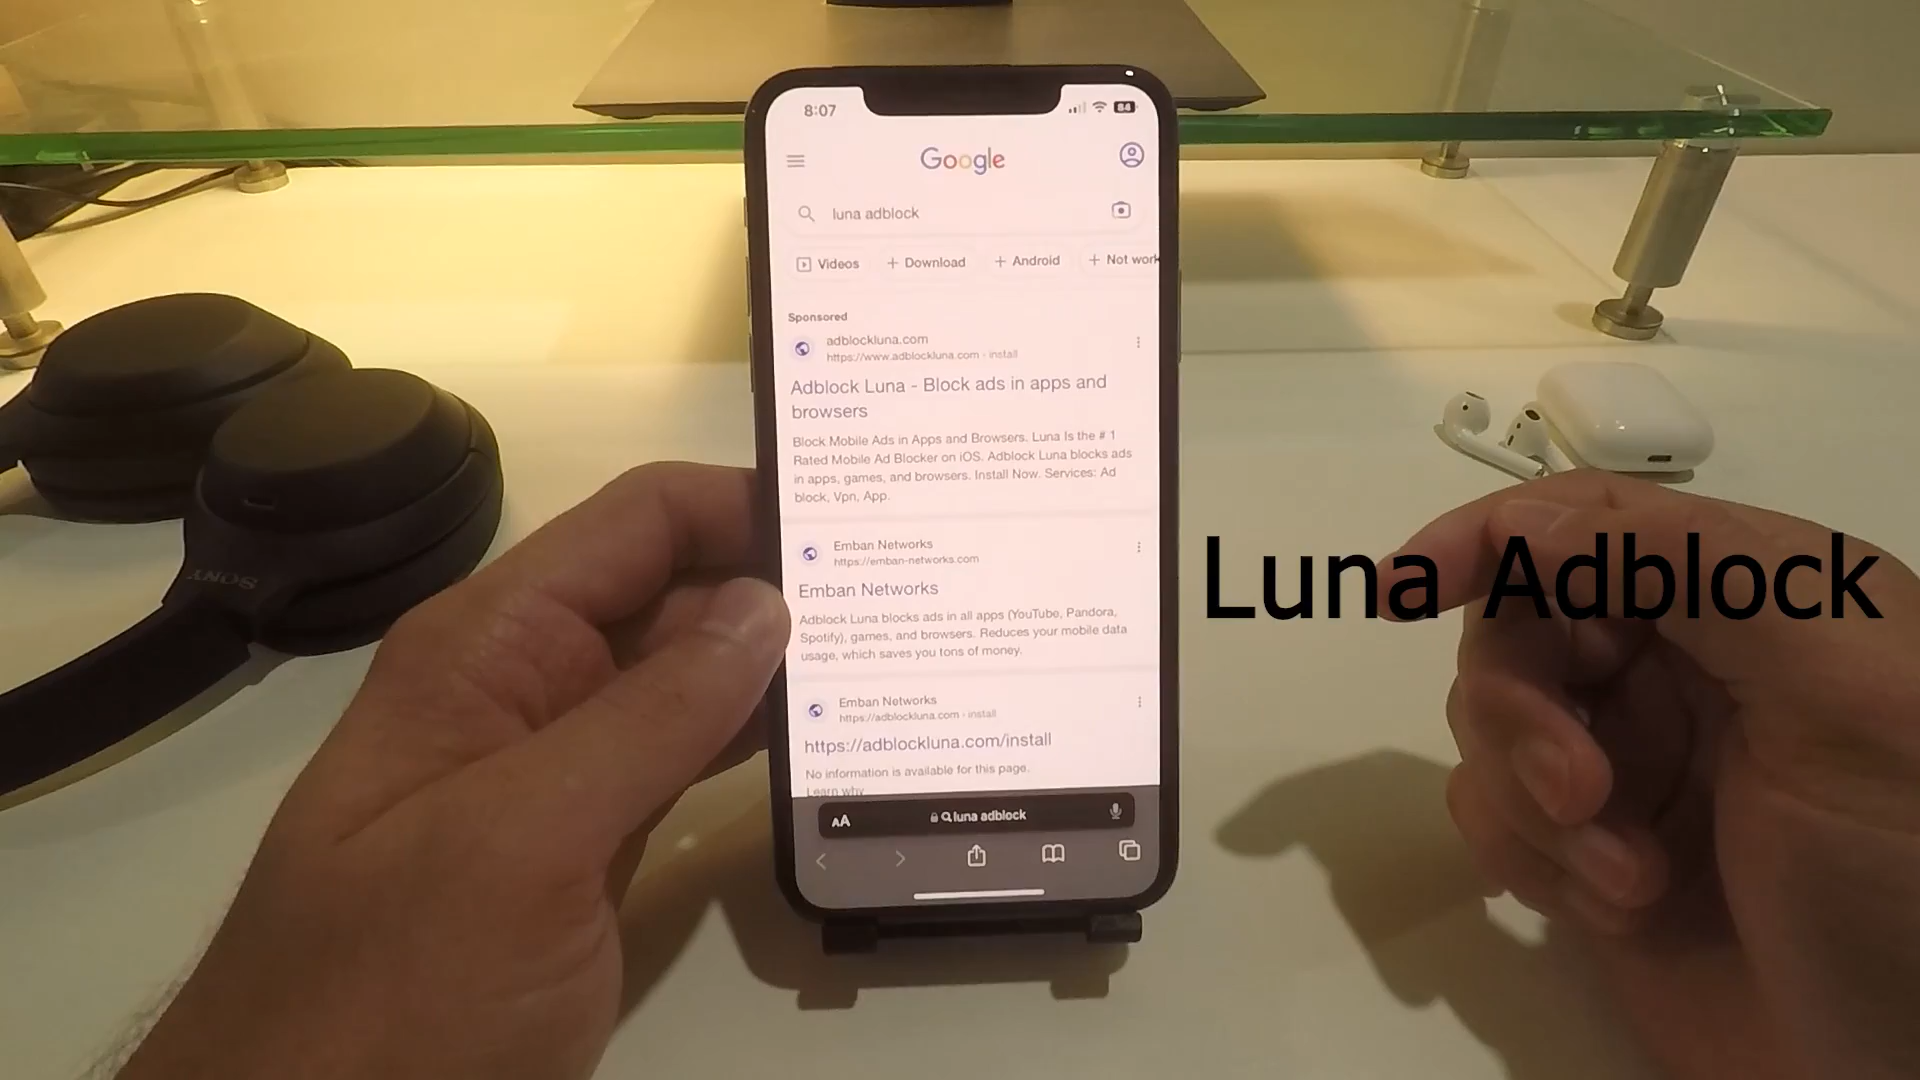 8:07
64
Google
luna adblock
Videos
+ Download
+ Android
+ Not work
Sponsored
adblockluna.com
https://www.adblockluna.com › install
Adblock Luna - Block ads in apps and
browsers
Block Mobile Ads in Apps and Browsers. Luna Is the # 1
Rated Mobile Ad Blocker on iOS. Adblock Luna blocks ads
in apps, games, and browsers. Install Now. Services: Ad
block, Vpn, App.
Emban Networks
https://emban-networks.com
Emban Networks
Adblock Luna blocks ads in all apps (YouTube, Pandora,
Spotify), games, and browsers. Reduces your mobile data
usage, which saves you tons of money.
Emban Networks
https://adblockluna.com › install
https://adblockluna.com/install
No information is available for this page.
Learn why
AA
luna adblock
SONY
Luna Adblock